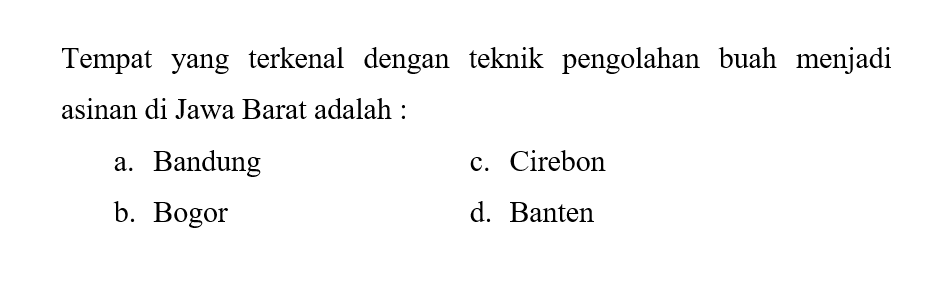 Tempat yang terkenal dengan teknik pengolahan buah menjadi
asinan di Jawa Barat adalah :
a. Bandung c. Cirebon
b. Bogor d. Banten